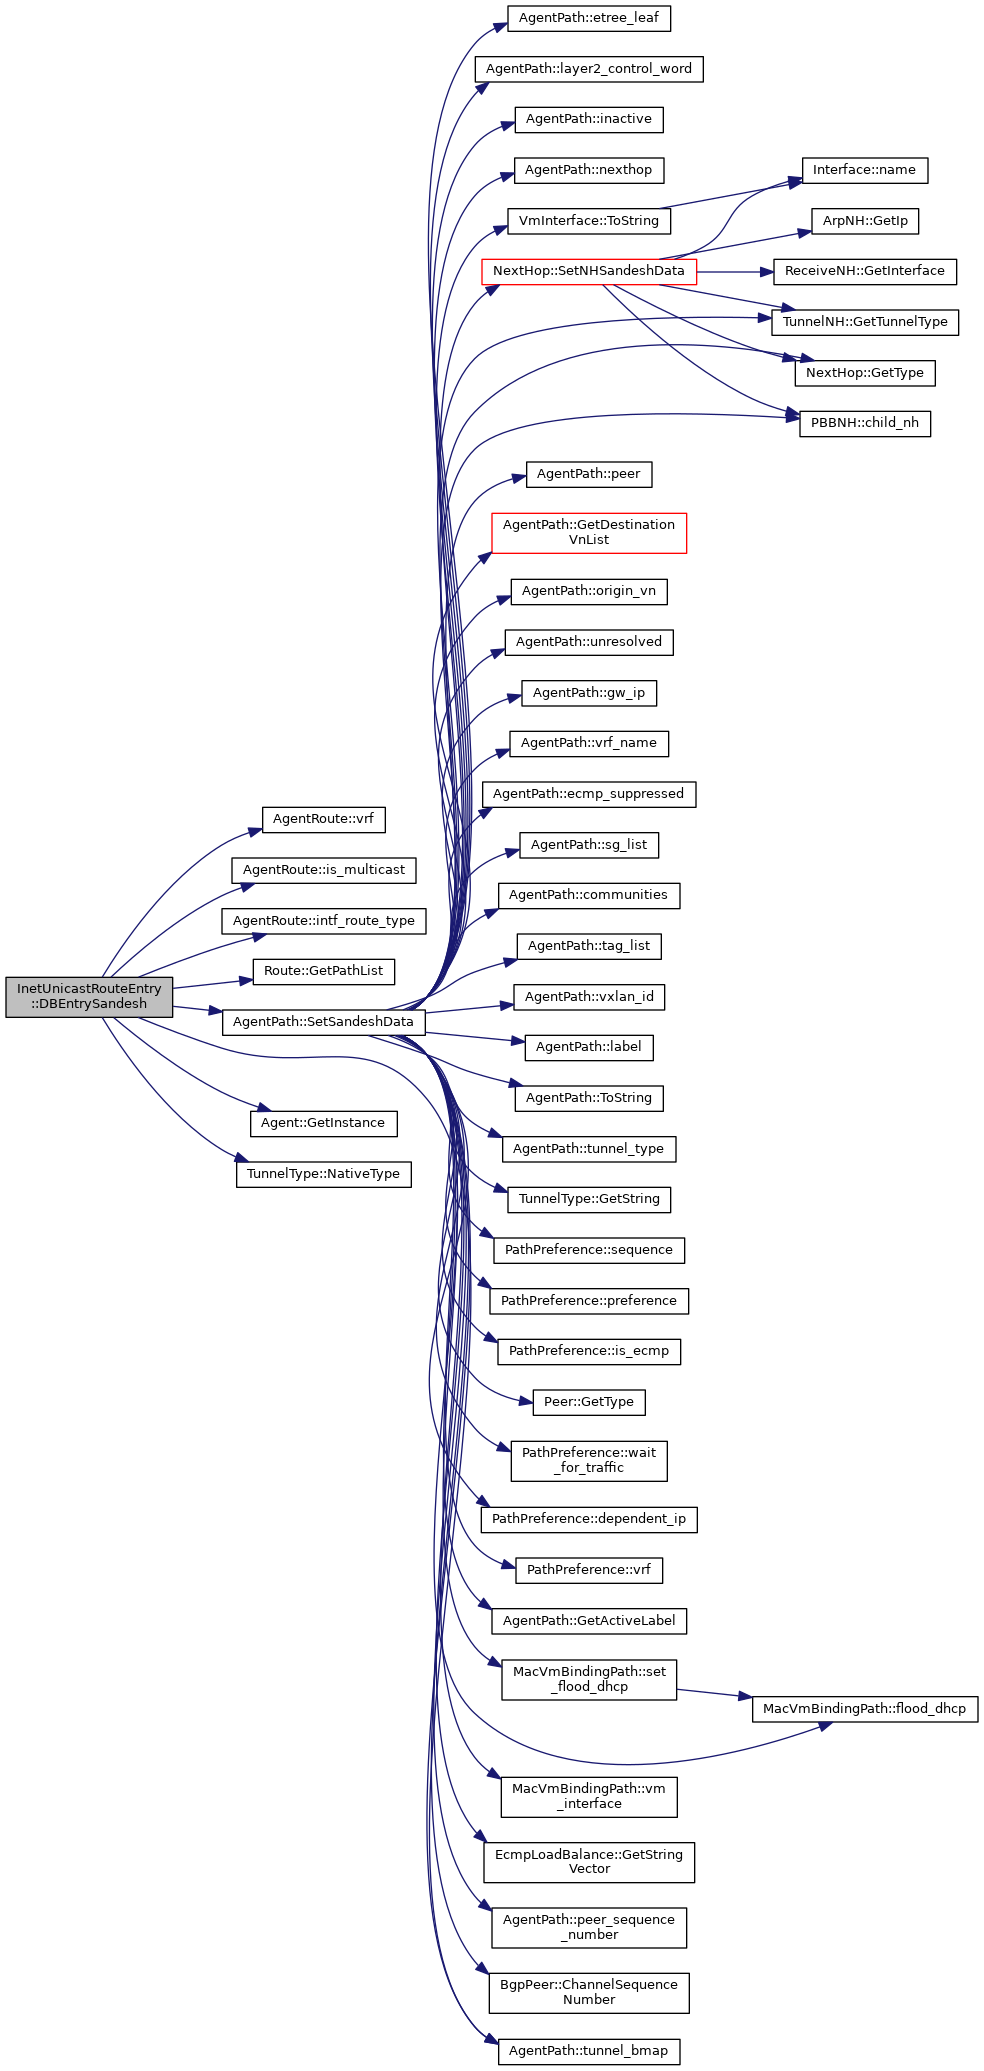 AgentPath::etree_leaf
AgentPath::layer2_control_word
AgentPath::inactive
AgentPath::nexthop
Interface::name
VmInterface::ToString
ArpNH::GetIp
NextHop::SetNHSandeshData
ReceiveNH::GetInterface
TunnelNH::GetTunnelType
NextHop::GetType
PBBNH::child_nh
AgentPath::peer
AgentPath::GetDestination
VnList
AgentPath::origin_vn
AgentPath::unresolved
AgentPath::gw_ip
AgentPath::vrf_name
AgentPath::ecmp_suppressed
AgentRoute::vrf
AgentPath::sg_list
AgentRoute::is_multicast
AgentPath::communities
AgentRoute::intf_route_type
AgentPath::tag_list
Route::GetPathList
InetUnicastRouteEntry
::DBEntrySandesh
AgentPath::vxlan_id
AgentPath::SetSandeshData
AgentPath::label
AgentPath::ToString
Agent::GetInstance
AgentPath::tunnel_type
TunnelType::NativeType
TunnelType::GetString
PathPreference::sequence
PathPreference::preference
PathPreference::is_ecmp
Peer::GetType
PathPreference::wait
_for_traffic
PathPreference::dependent_ip
PathPreference::vrf
AgentPath::GetActiveLabel
MacVmBindingPath::set
_flood_dhcp
MacVmBindingPath::flood_dhcp
MacVmBindingPath::vm
_interface
EcmpLoadBalance::GetString
Vector
AgentPath::peer_sequence
_number
BgpPeer::ChannelSequence
Number
AgentPath::tunnel_bmap